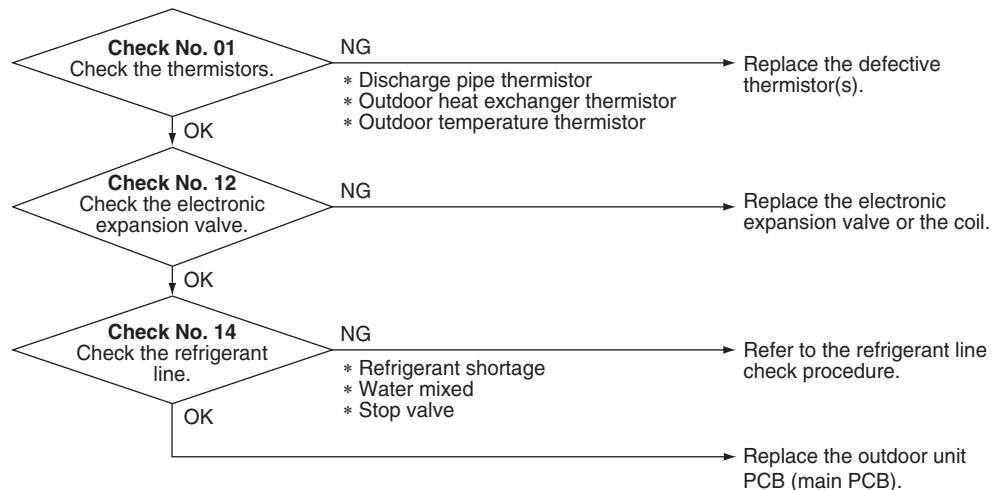 Check No. 01
Check the thermistors.
NG
∗ Discharge pipe thermistor
∗ Outdoor heat exchanger thermistor
∗ Outdoor temperature thermistor
Replace the defective
thermistor(s).
OK
Check No. 12
Check the electronic
expansion valve.
NG
Replace the electronic
expansion valve or the coil.
OK
Check No. 14
Check the refrigerant
line.
NG
∗ Refrigerant shortage
∗ Water mixed
∗ Stop valve
Refer to the refrigerant line
check procedure.
OK
Replace the outdoor unit
PCB (main PCB).